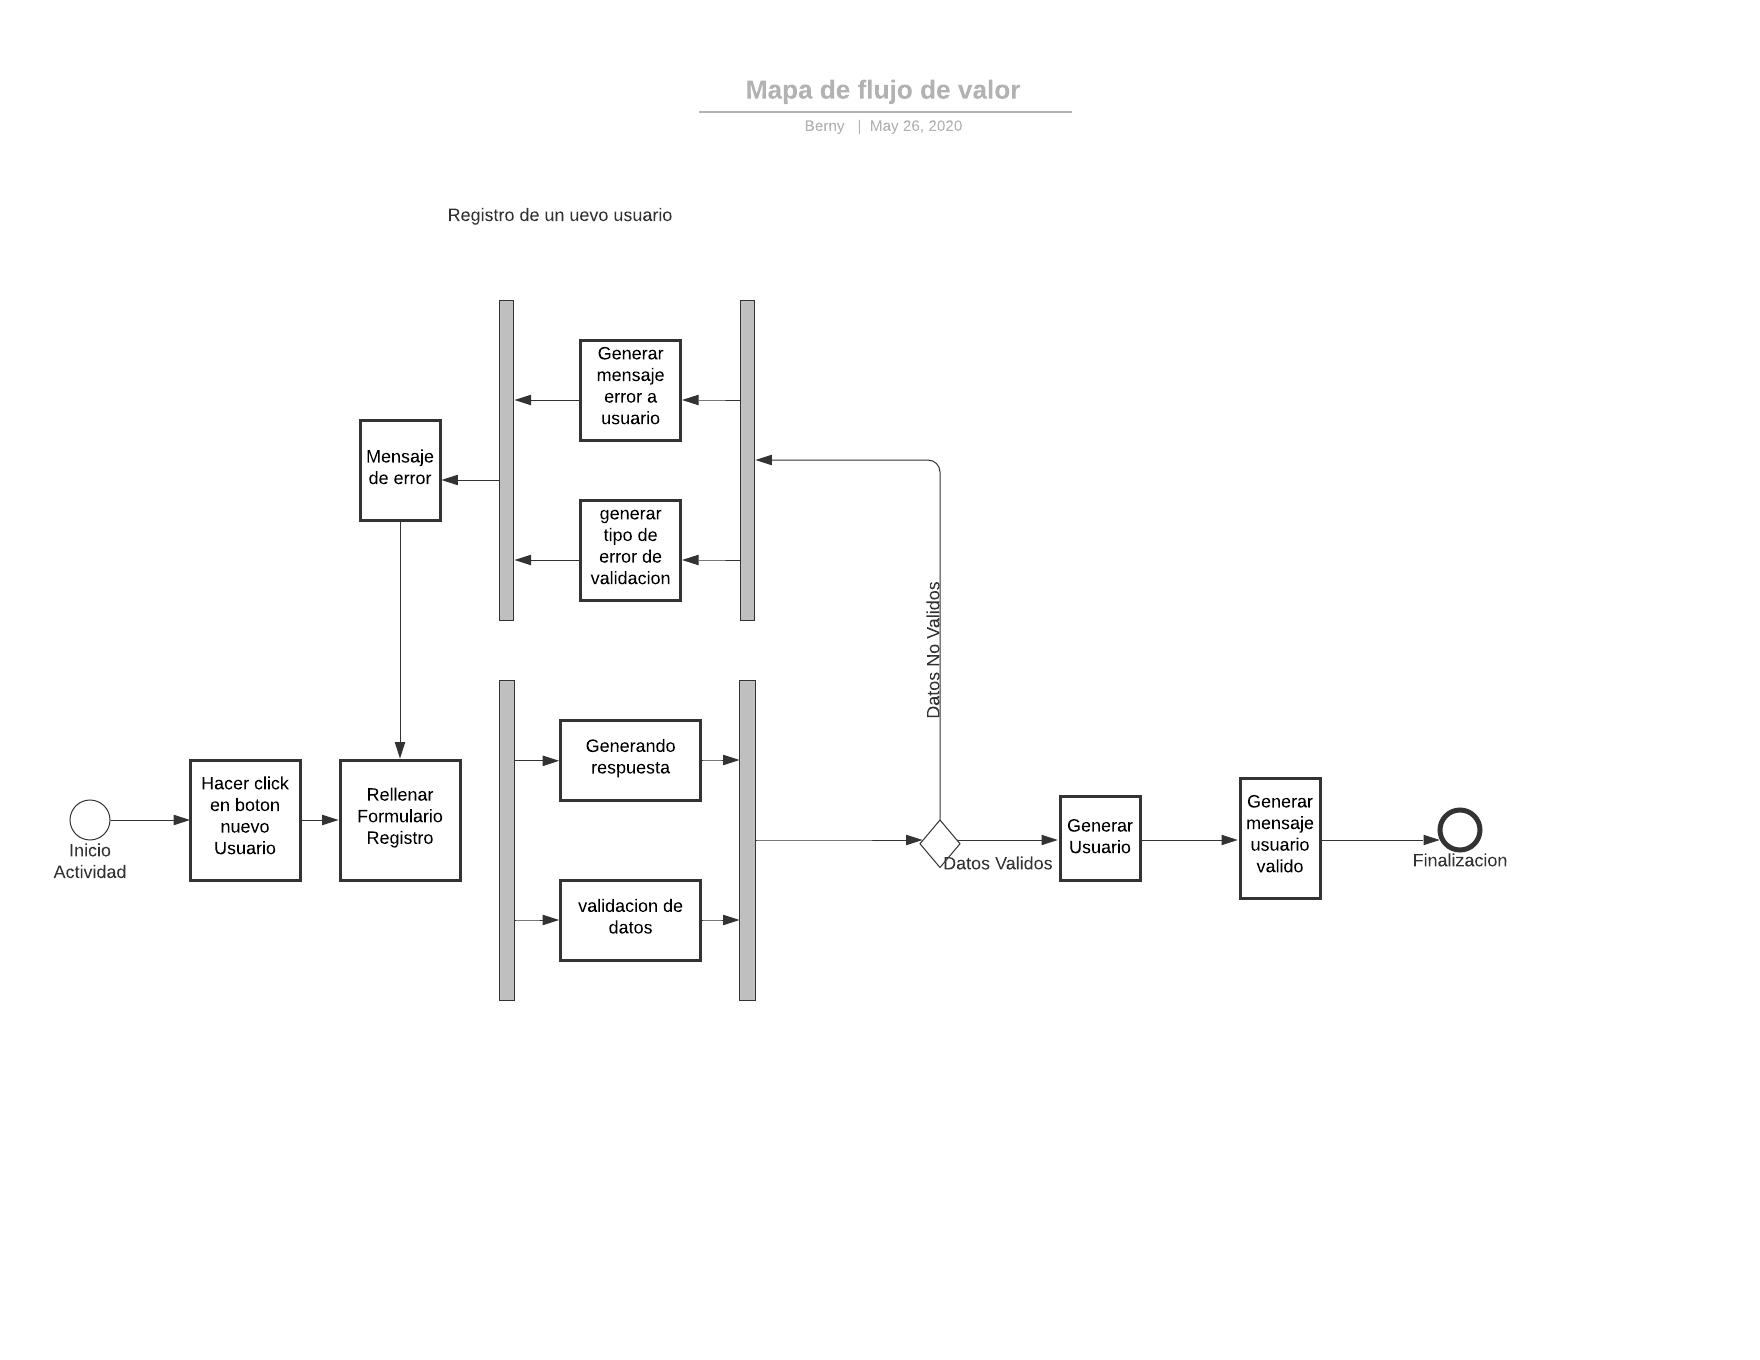 Mapa de flujo de valor
Berny | May 26, 2020
Registro de un uevo usuario
Generar
mensaje
error a
usuario
Mensaje
de error
generar
tipo de
error de
validacion
Datos No Validos
Generando
respuesta
Hacer click
en boton
nuevo
Usuario
Rellenar
Formulario
Registro
Inicio
Actividad
validacion de
datos
Datos Validos
Generar
Usuario
Generar
mensaje
usuario
valido
Finalizacion